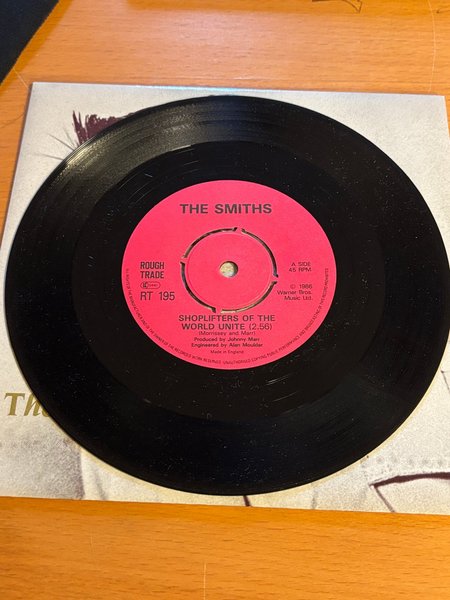 THE SMITHS
ROUGH
TRADE
RT 195
A SIDE
45 RPM
© 1986
Warner Bros.
Music Ltd.
SHOPLIFTERS OF THE
WORLD UNITE (2.56)
(Morrissey and Marr)
Produced by Johnny Marr
Engineered by Alan Moulder
Made in England
The